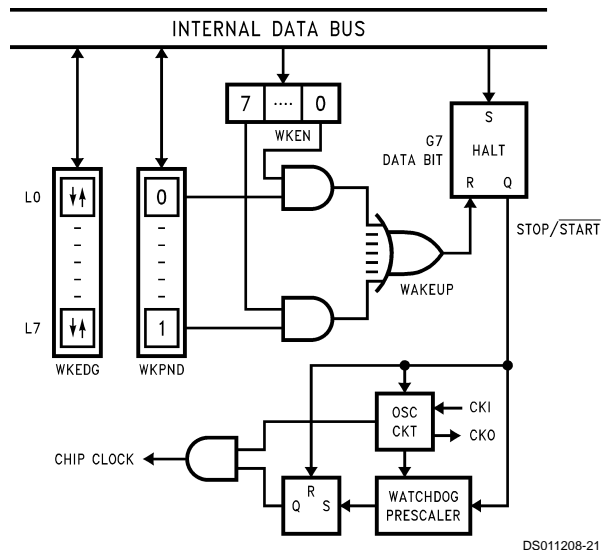 INTERNAL DATA BUS
7 .... 0
WKEN
G7
DATA BIT
S
HALT
R Q
STOP/START
L0
0
L7
1
WKEDG
WKPND
WAKEUP
OSC
CKT
CKI
CKO
CHIP CLOCK
R
Q S
WATCHDOG
PRESCALER
DS011208-21